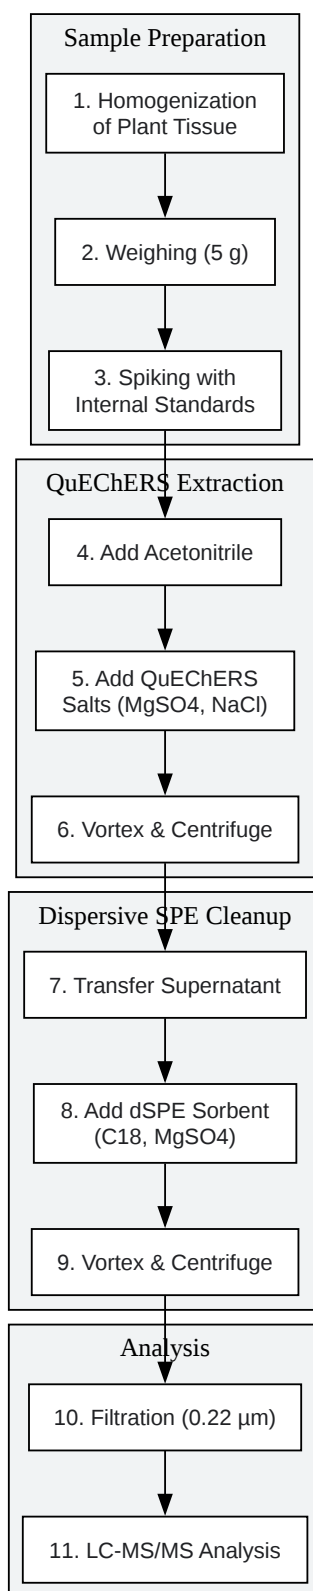 Sample Preparation
1. Homogenization
of Plant Tissue
2. Weighing (5 g)
3. Spiking with
Internal Standards
QuEChERS Extraction
4. Add Acetonitrile
5. Add QuEChERS
Salts (MgSO4, NaCl)
6. Vortex & Centrifuge
Dispersive SPE Cleanup
7. Transfer Supernatant
8. Add dSPE Sorbent
(C18, MgSO4)
9. Vortex & Centrifuge
Analysis
10. Filtration (0.22 µm)
11. LC-MS/MS Analysis